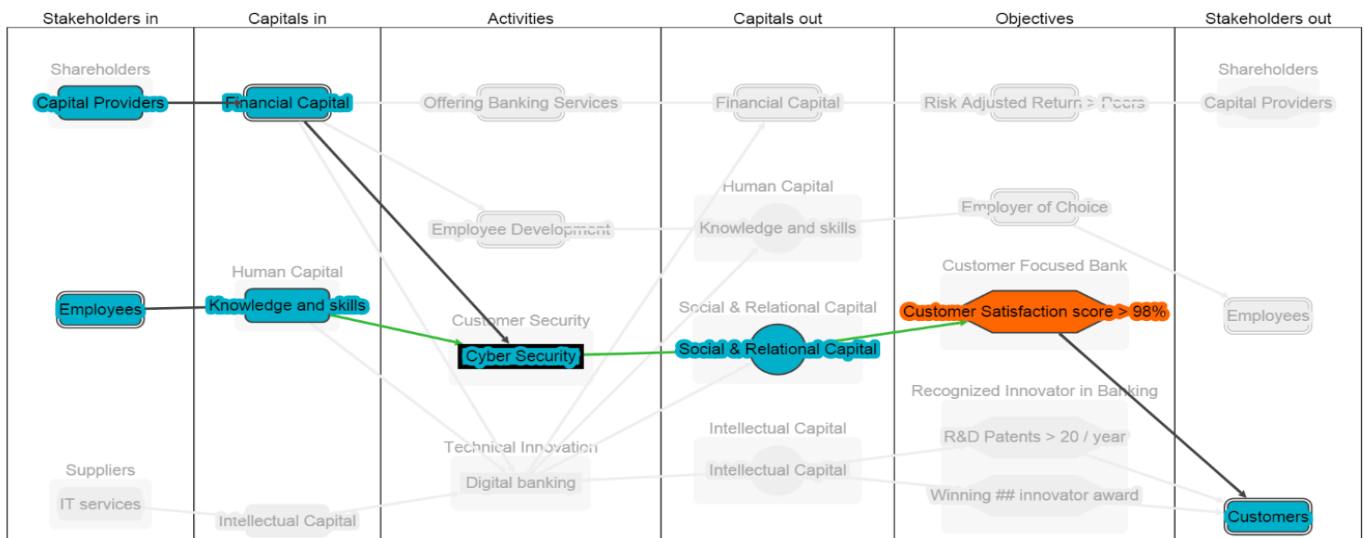 Stakeholders in
Capitals in
Activities
Capitals out
Objectives
Stakeholders out
Shareholders
Capital Providers
Financial Capital
Offering Banking Services
Financial Capital
Risk Adjusted Return > Peers
Shareholders
Capital Providers
Human Capital
Employee Development
Knowledge and skills
Employer of Choice
Human Capital
Employees
Knowledge and skills
Customer Security
Cyber Security
Social & Relational Capital
Social & Relational Capital
Customer Focused Bank
Customer Satisfaction score > 98%
Employees
Suppliers
IT services
Intellectual Capital
Technical Innovation
Digital banking
Intellectual Capital
Intellectual Capital
Recognized Innovator in Banking
R&D Patents > 20 / year
Winning ## innovator award
Customers